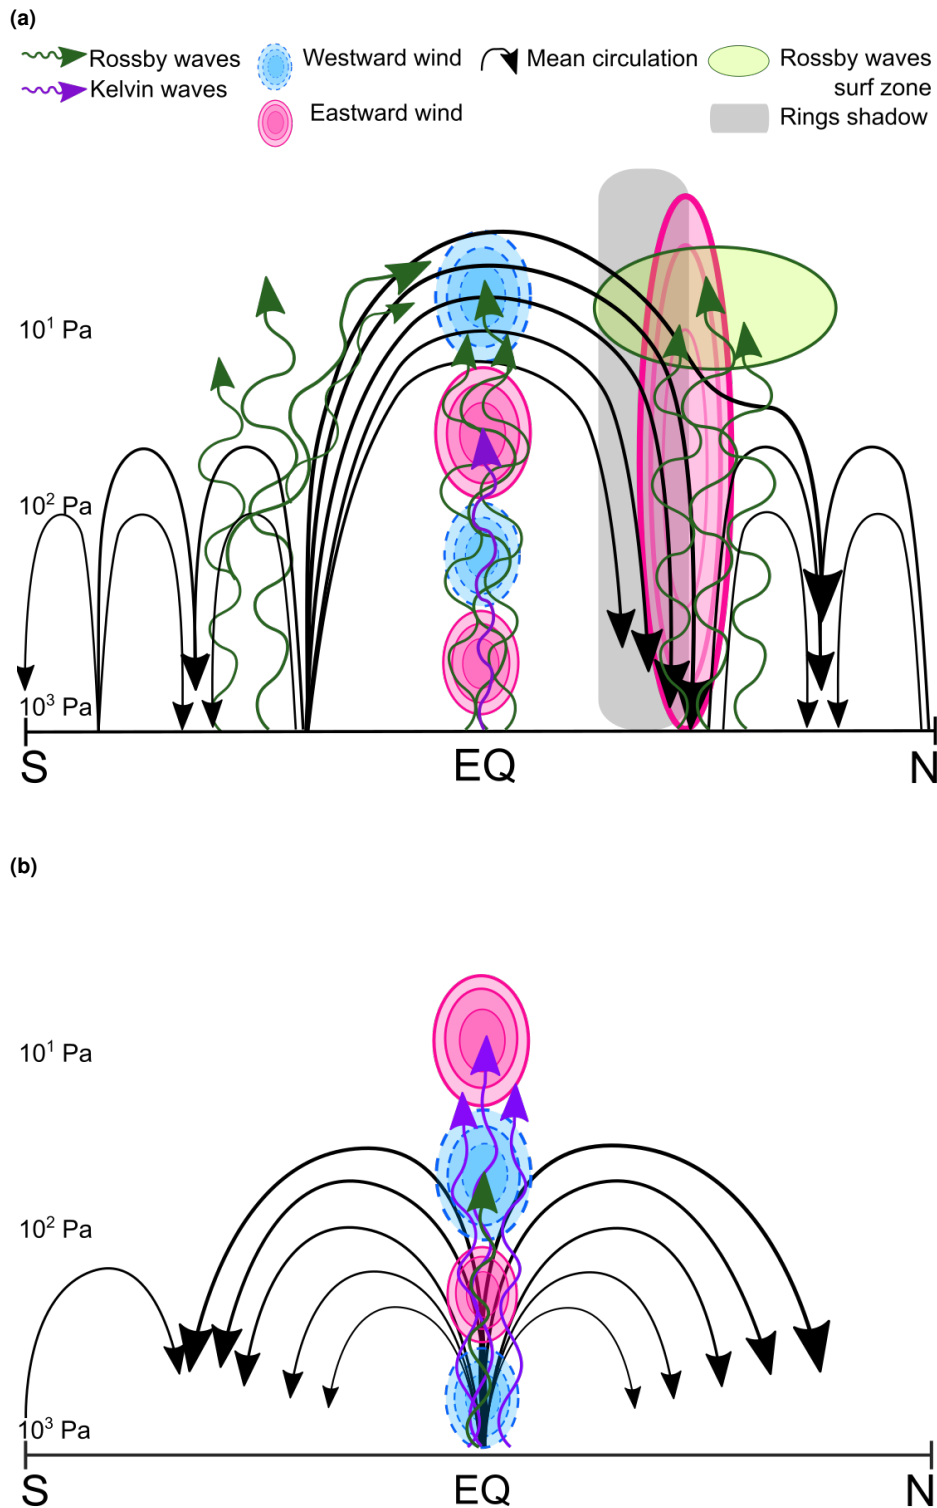 (a)
Rossby waves
Kelvin waves
Westward wind
Eastward wind
Mean circulation
Rossby waves
surf zone
Rings shadow
10¹ Pa
10² Pa
10³ Pa
S
EQ
N
(b)
10¹ Pa
10² Pa
10³ Pa
S
EQ
N